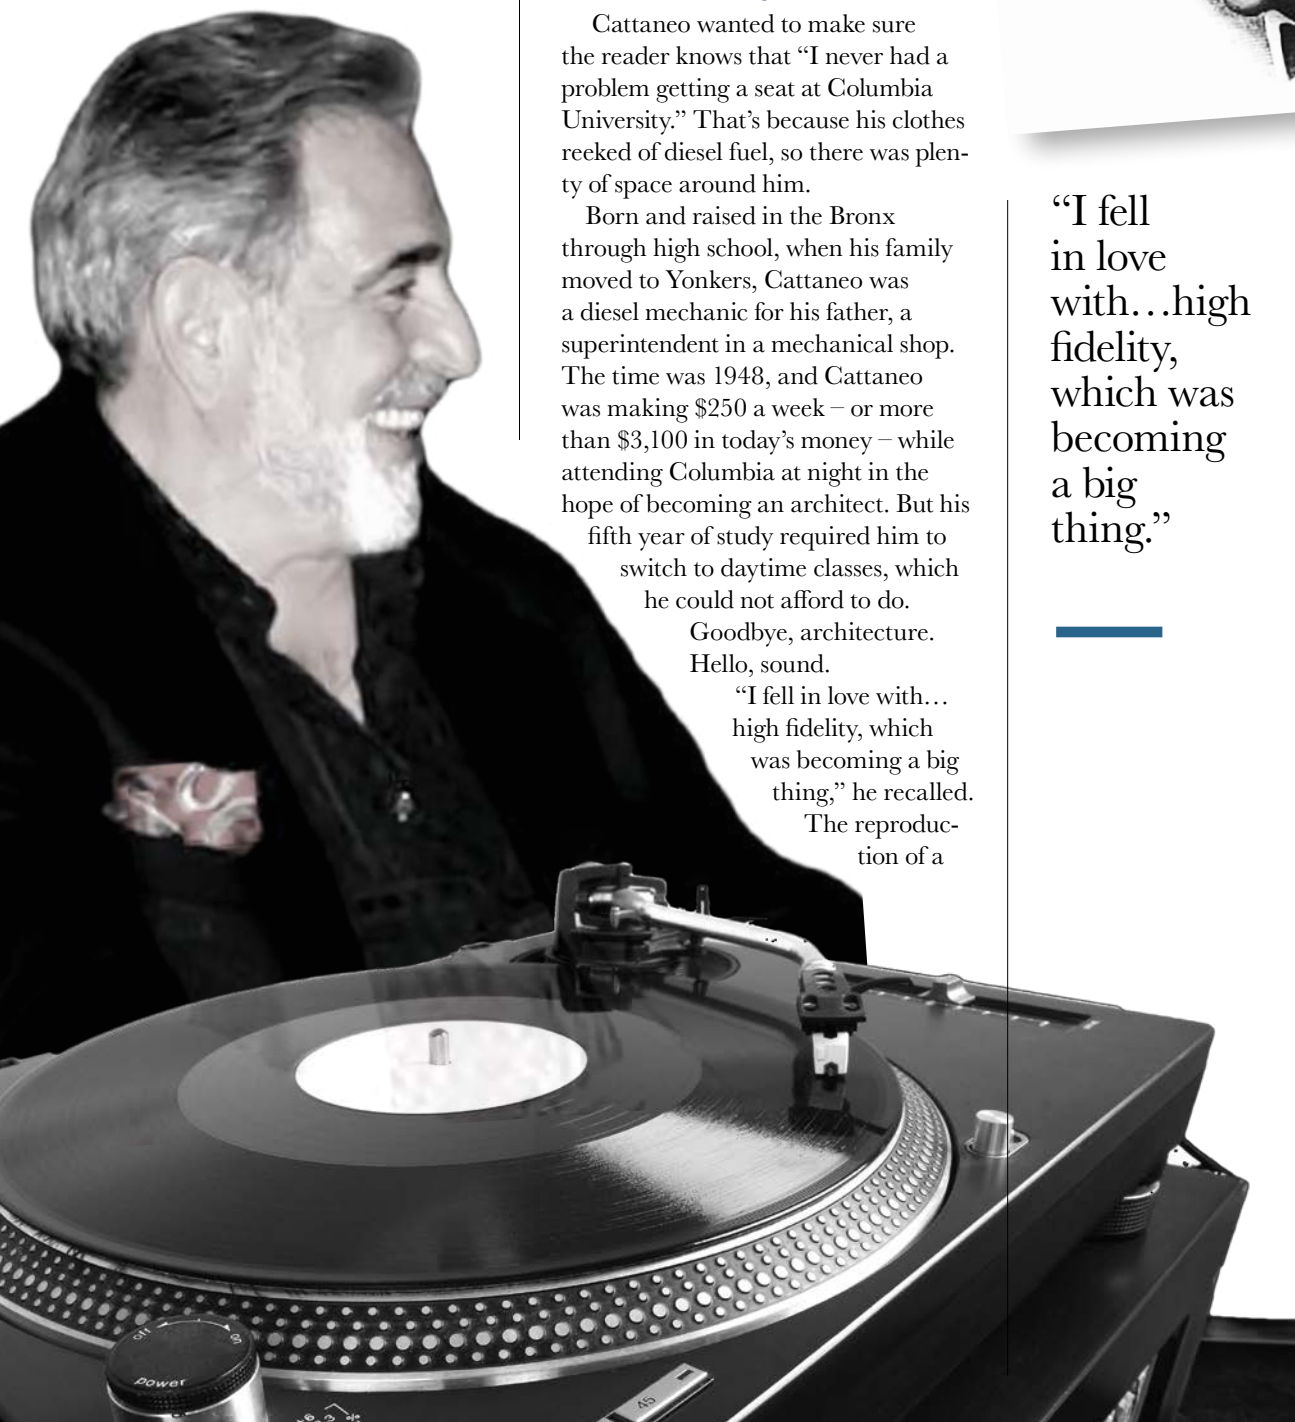 Cattaneo wanted to make sure
the reader knows that “I never had a
problem getting a seat at Columbia
University.” That’s because his clothes
reeked of diesel fuel, so there was plen-
ty of space around him.
Born and raised in the Bronx
through high school, when his family
moved to Yonkers, Cattaneo was
a diesel mechanic for his father, a
superintendent in a mechanical shop.
The time was 1948, and Cattaneo
was making $250 a week – or more
than $3,100 in today’s money – while
attending Columbia at night in the
hope of becoming an architect. But his
fifth year of study required him to
switch to daytime classes, which
he could not afford to do.
Goodbye, architecture.
Hello, sound.
“I fell in love with…
high fidelity, which
was becoming a big
thing,” he recalled.
The reproduc-
tion of a
“I fell
in love
with…high
fidelity,
which was
becoming
a big
thing.”
off
power
45